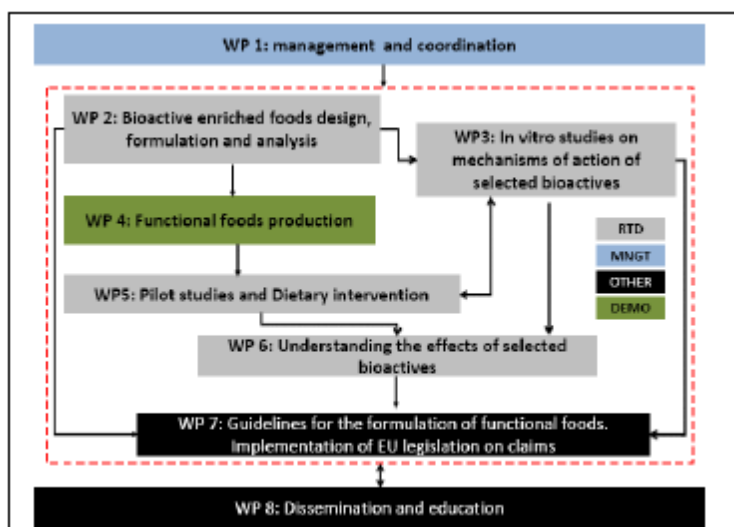 WP 1: management and coordination
WP 2: Bioactive enriched foods design,
formulation and analysis
WP3: In vitro studies on
mechanisms of action of
selected bioactives
WP 4: Functional foods production
RTD
MNGT
OTHER
DEMO
WP5: Pilot studies and Dietary intervention
WP 6: Understanding the effects of selected
bioactives
WP 7: Guidelines for the formulation of functional foods.
Implementation of EU legislation on claims
WP 8: Dissemination and education